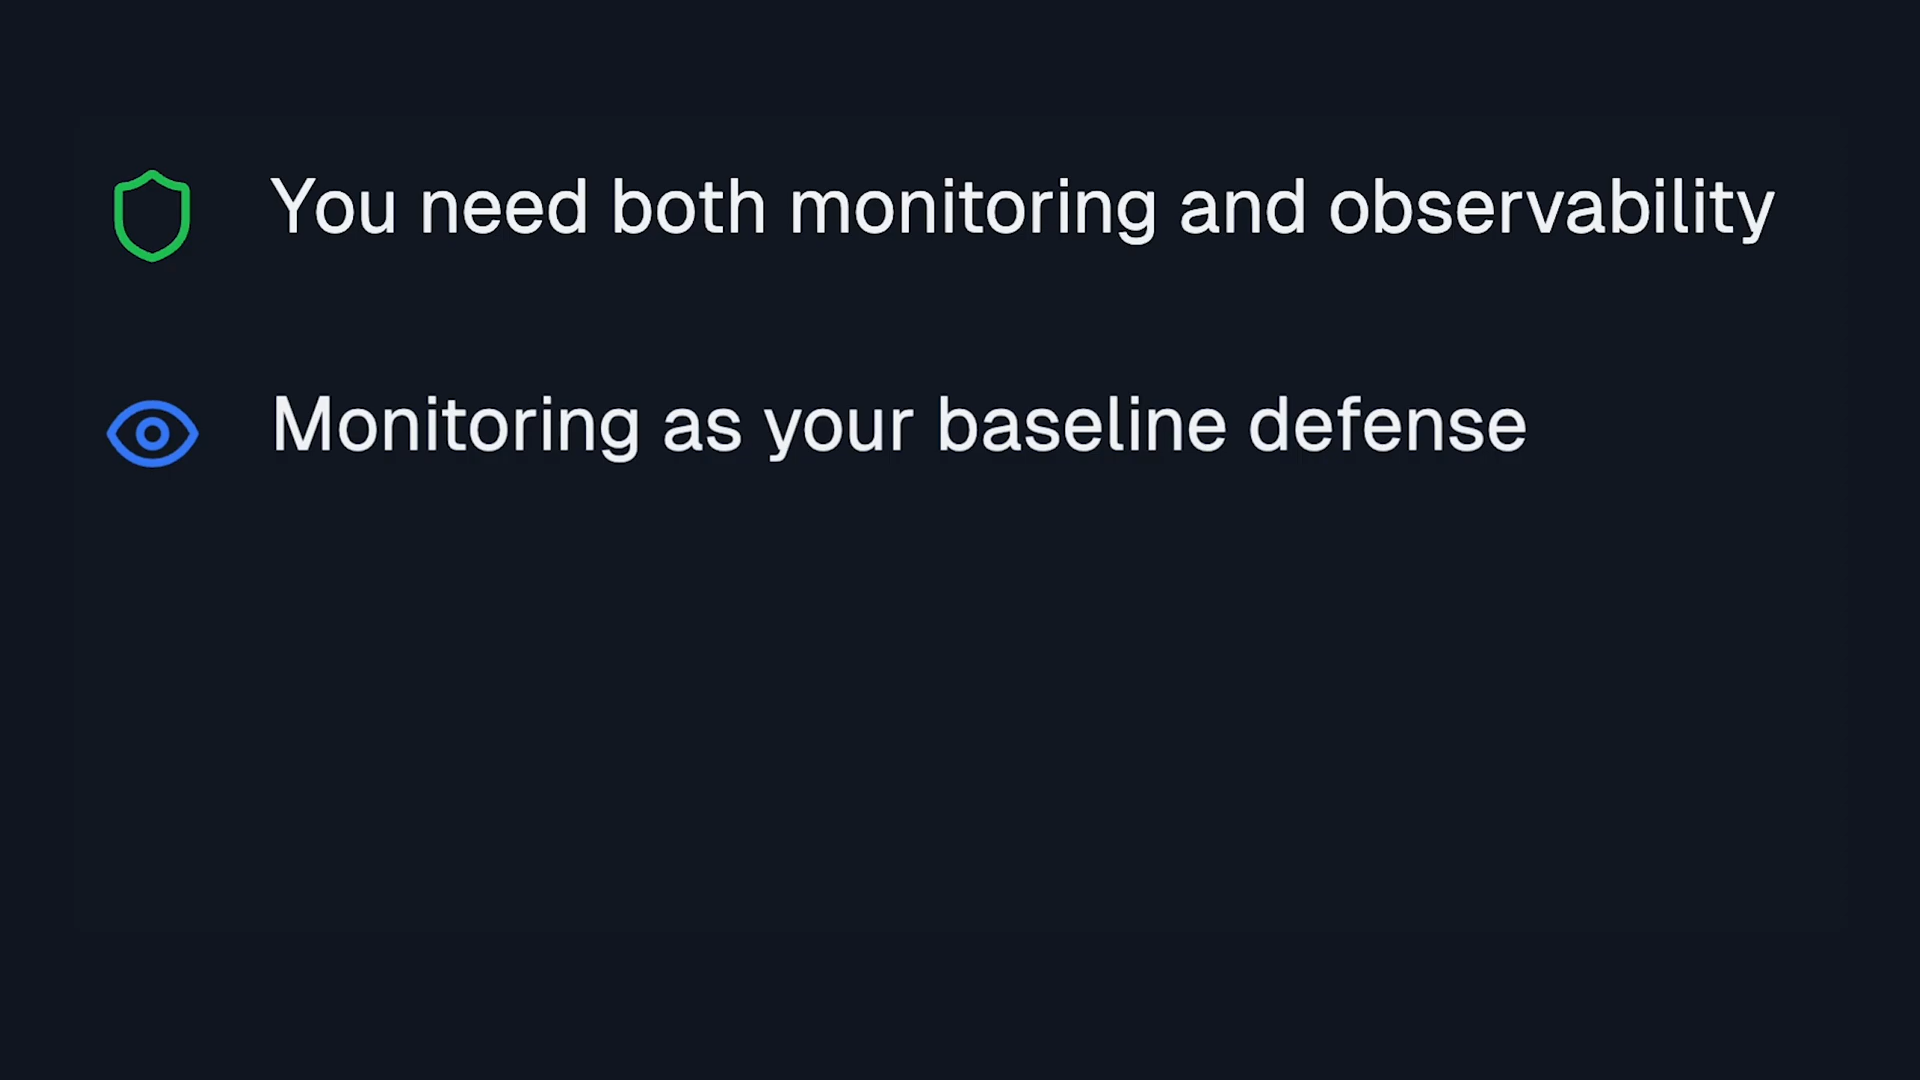 You need both monitoring and observability
Monitoring as your baseline defense